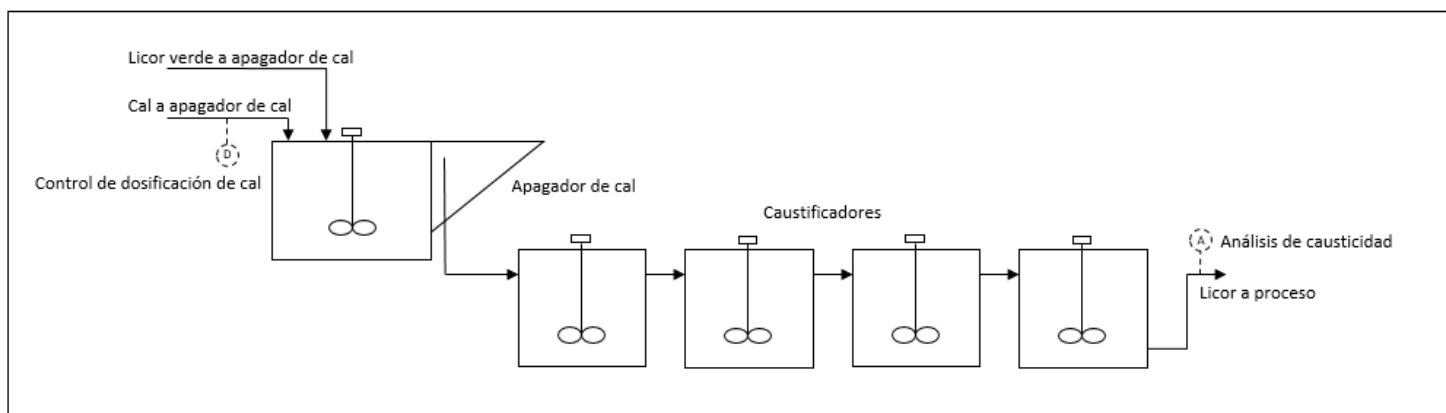 Licor verde a apagador de cal
Cal a apagador de cal
D
Control de dosificación de cal
Apagador de cal
Caustificadores
A
Análisis de causticidad
Licor a proceso